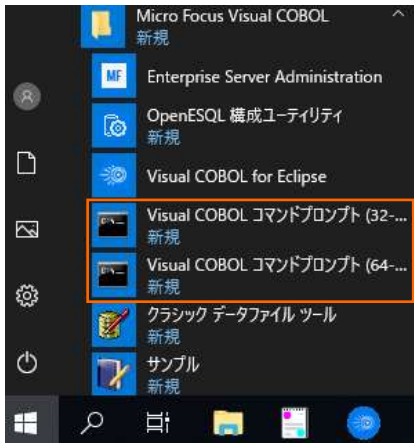 Micro Focus Visual COBOL
新規
MF
Enterprise Server Administration
OpenESQL 構成ユーティリティ
新規
Visual COBOL for Eclipse
Visual COBOL コマンドプロンプト (32-...
新規
Visual COBOL コマンドプロンプト (64-...
新規
クラシック データファイル ツール
新規
サンプル
新規